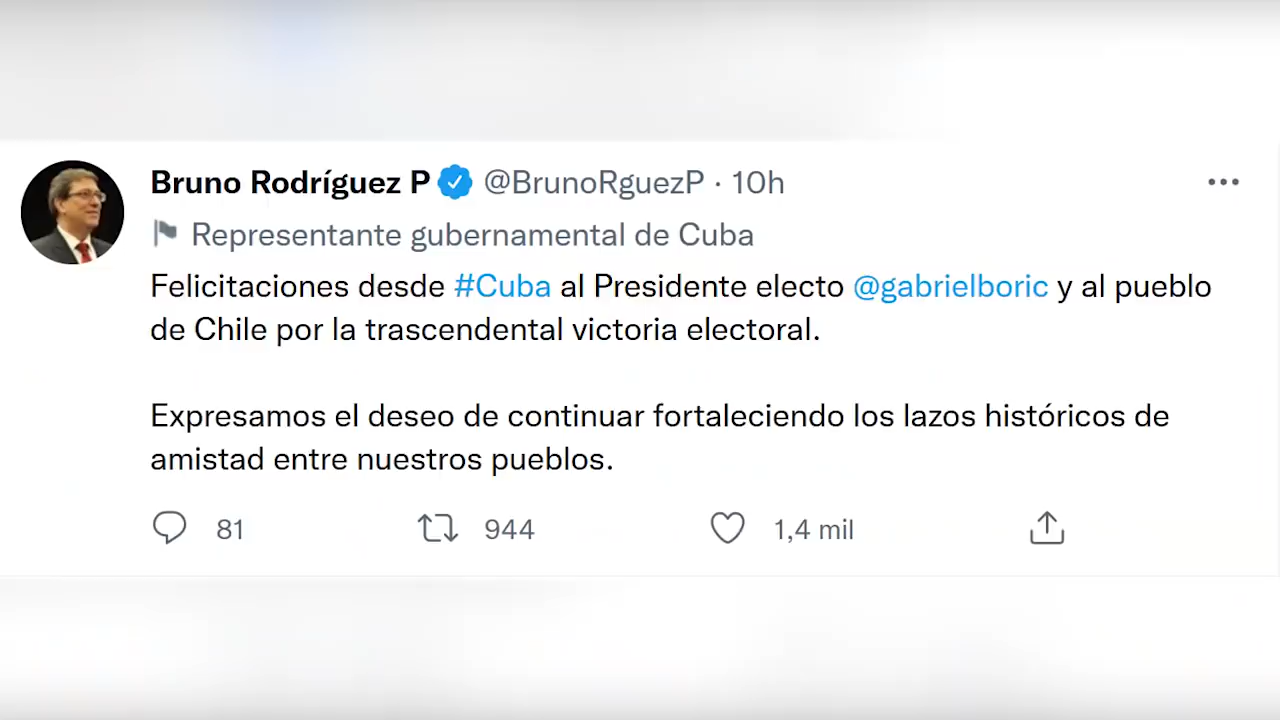 Bruno Rodríguez P @BrunoRguezP · 10h
Representante gubernamental de Cuba
Felicitaciones desde #Cuba al Presidente electo @gabrielboric y al pueblo
de Chile por la trascendental victoria electoral.
Expresamos el deseo de continuar fortaleciendo los lazos históricos de
amistad entre nuestros pueblos.
81 944 1,4 mil